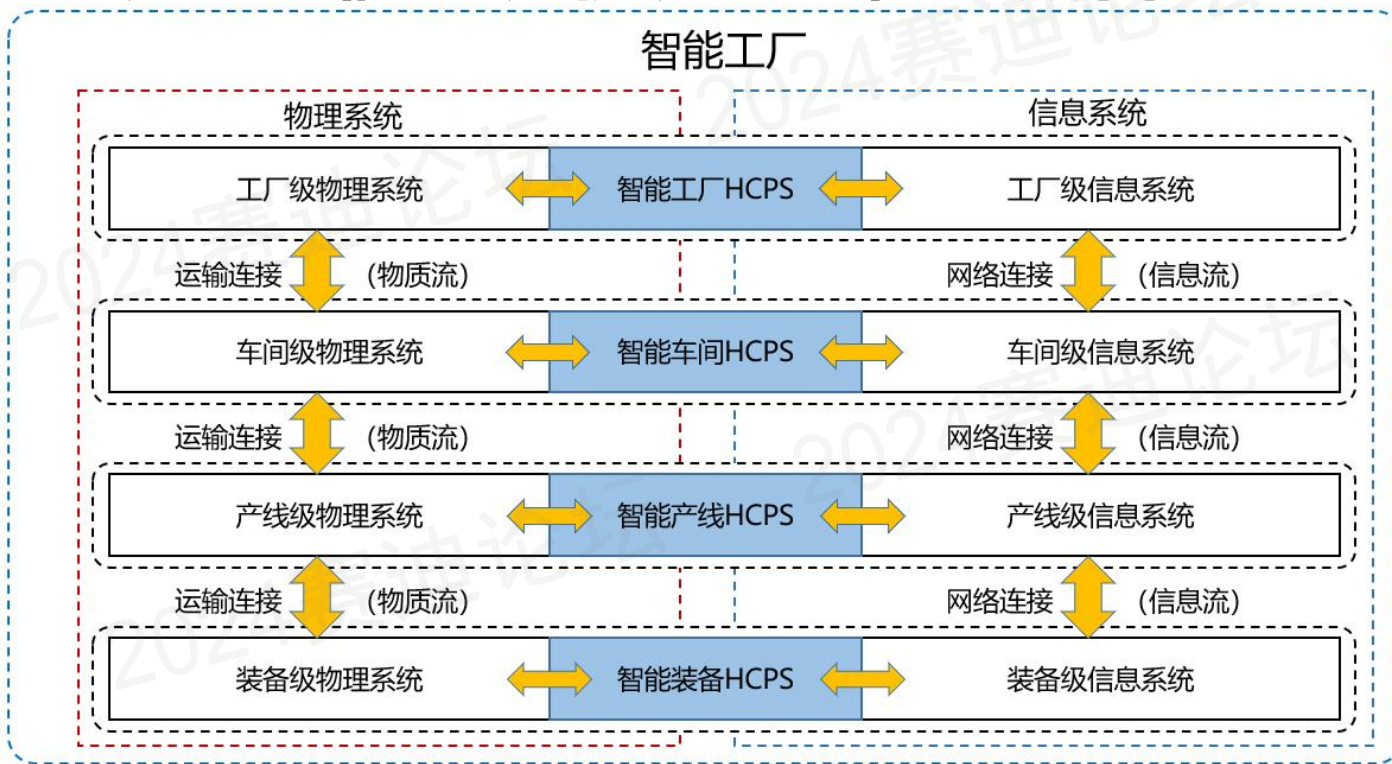 智能工厂
物理系统 信息系统
工厂级物理系统 智能工厂HCPS 工厂级信息系统
运输连接 (物质流) 网络连接 (信息流)
车间级物理系统 智能车间HCPS 车间级信息系统
运输连接 (物质流) 网络连接 (信息流)
产线级物理系统 智能产线HCPS 产线级信息系统
运输连接 (物质流) 网络连接 (信息流)
装备级物理系统 智能装备HCPS 装备级信息系统
2024赛迪论坛
2024赛迪论坛
2024赛迪论坛
2024赛迪论坛